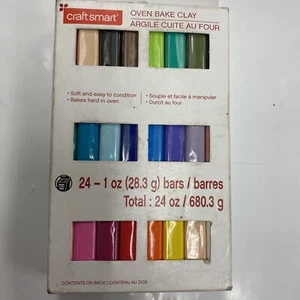 craftsmart®
OVEN BAKE CLAY
ARGILE CUITE AU FOUR
• Soft and easy to condition
• Bakes hard in oven
• Souple et facile à manipuler
• Durcit au four
24 – 1 oz (28.3 g) bars / barres
Total : 24 oz / 680.3 g
CONTENTS ON BACK / CONTENU AU DOS